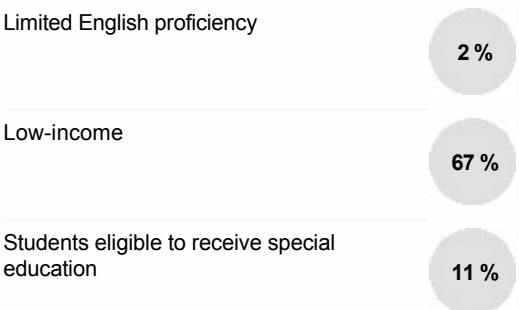 Limited English proficiency
2 %
Low-income
67 %
Students eligible to receive special
education
11 %